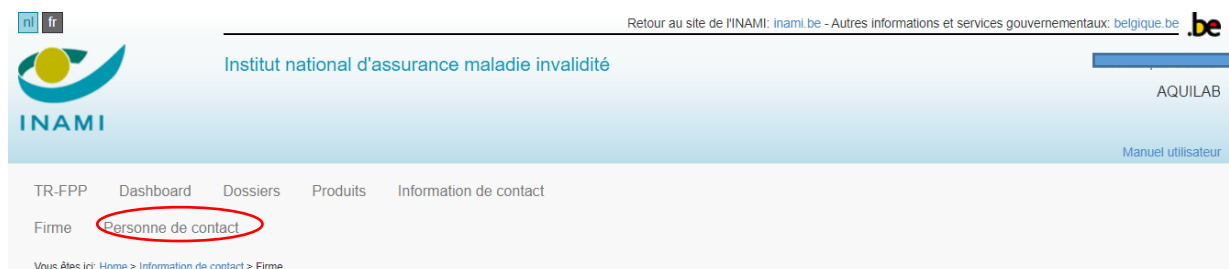 nl fr
Retour au site de l'INAMI: inami.be - Autres informations et services gouvernementaux: belgique.be .be
Institut national d'assurance maladie invalidité
AQUILAB
INAMI
Manuel utilisateur
TR-FPP Dashboard Dossiers Produits Information de contact
Firme Personne de contact
Vous êtes ici: Home > Information de contact > Firme